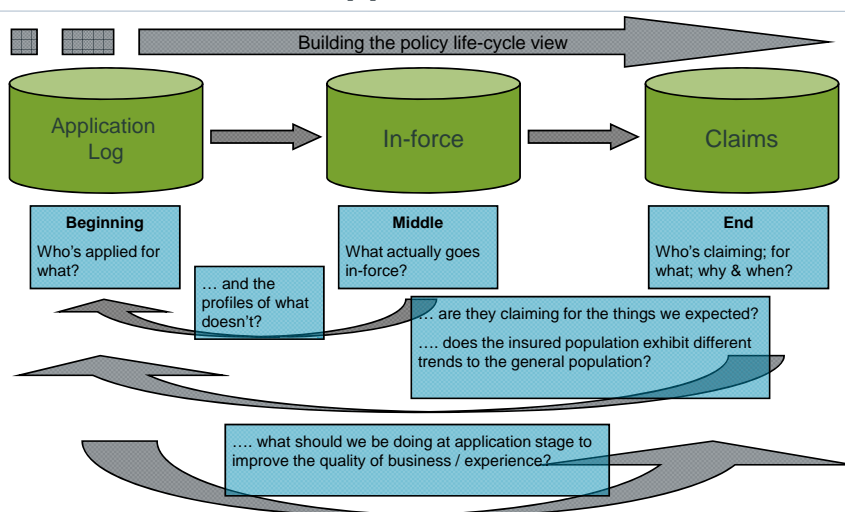 Building the policy life-cycle view
Application
Log
In-force
Claims
Beginning
Who's applied for
what?
Middle
What actually goes
in-force?
End
Who's claiming; for
what; why & when?
… and the
profiles of what
doesn't?
… are they claiming for the things we expected?
…. does the insured population exhibit different
trends to the general population?
…. what should we be doing at application stage to
improve the quality of business / experience?